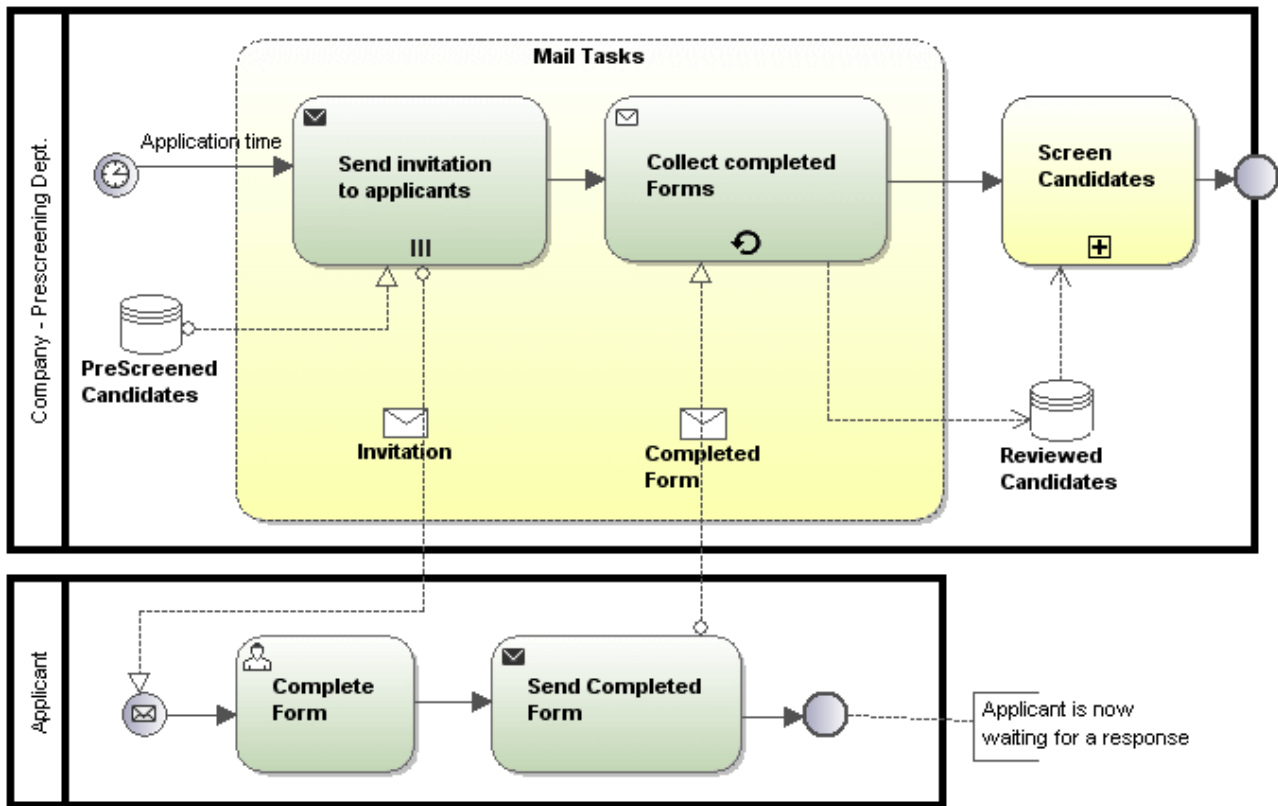 Company - Prescreening Dept.
Mail Tasks
Application time
Send invitation
to applicants
Collect completed
Forms
Screen
Candidates
PreScreened
Candidates
Invitation
Completed
Form
Reviewed
Candidates
Applicant
Complete
Form
Send Completed
Form
Applicant is now
waiting for a response